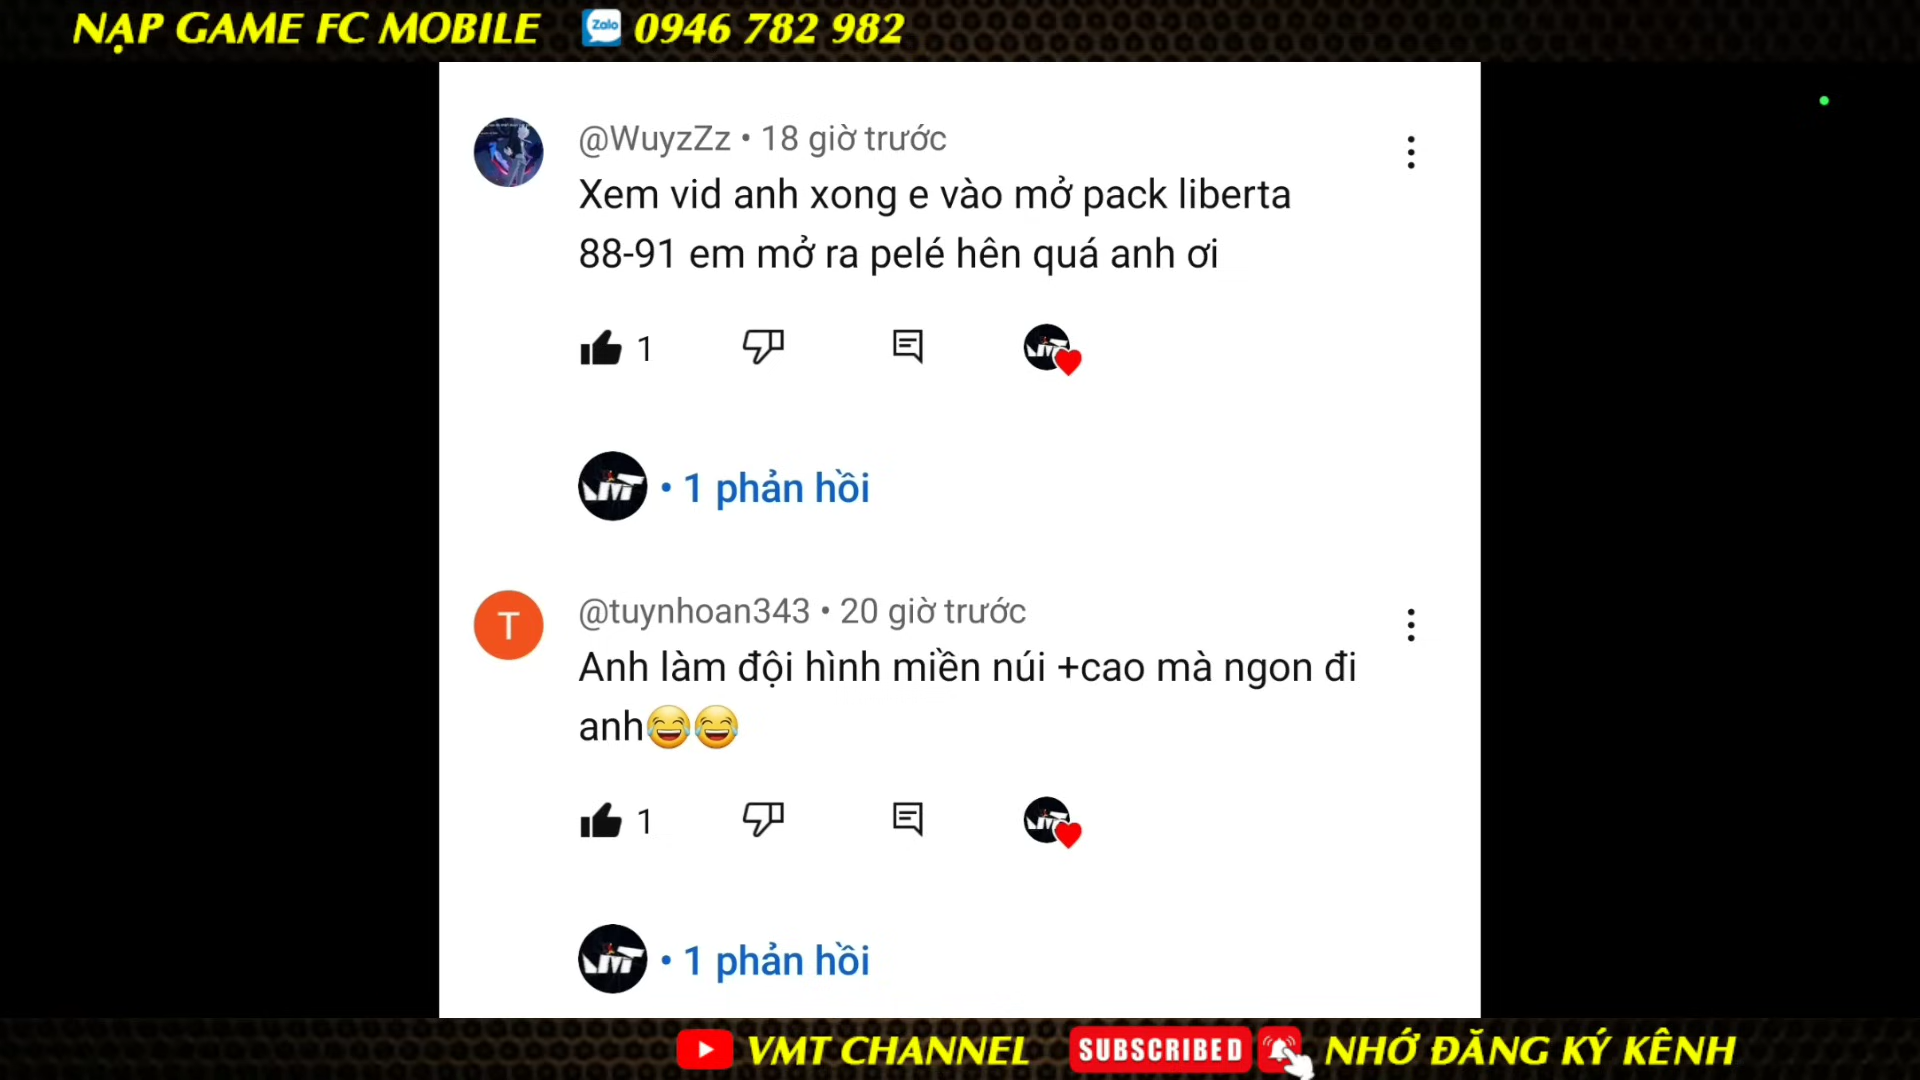 NẠP GAME FC MOBILE Zalo 0946 782 982
@WuyzZz • 18 giờ trước
Xem vid anh xong e vào mở pack liberta
88-91 em mở ra pelé hên quá anh ơi
1
• 1 phản hồi
T
@tuynhoan343 • 20 giờ trước
Anh làm đội hình miền núi +cao mà ngon đi
anh😂😂
1
• 1 phản hồi
VMT CHANNEL SUBSCRIBED NHỚ ĐĂNG KÝ KÊNH